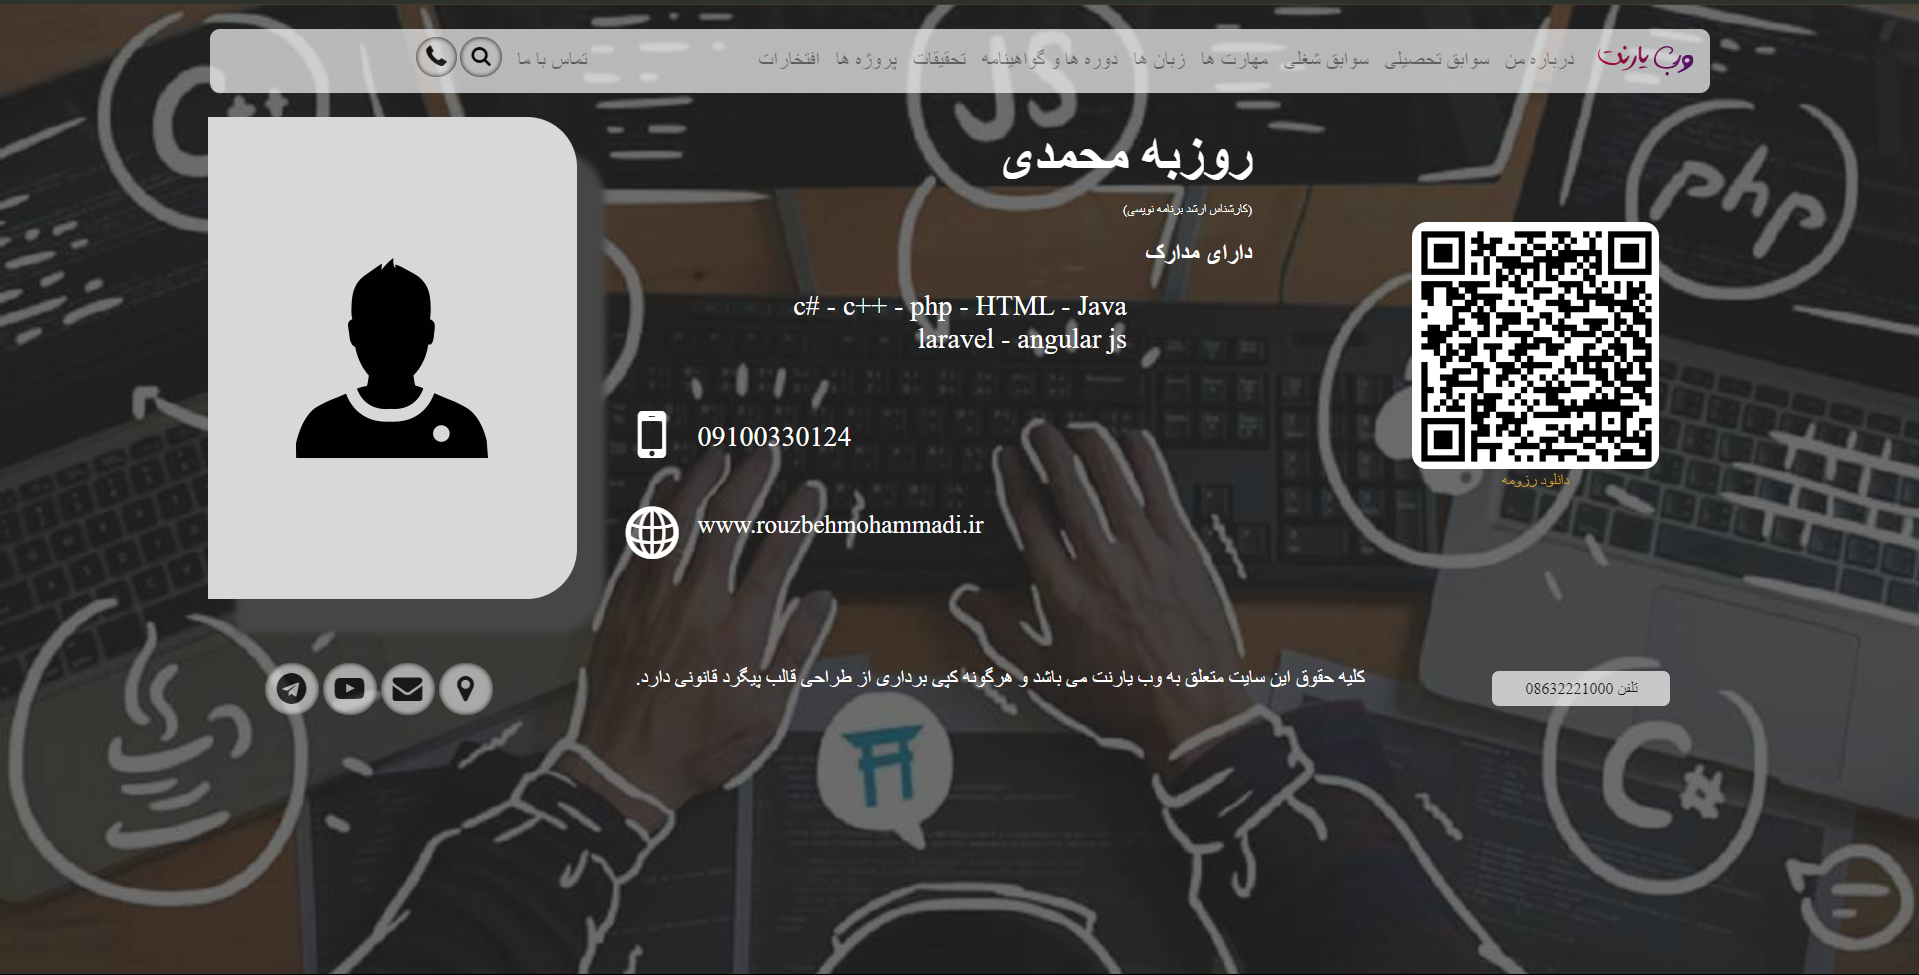 وب یارنت
درباره من سوابق تحصیلی سوابق شغلی مهارت ها زبان ها دوره ها و گواهینامه تحقیقات پروژه ها افتخارات تماس با ما
C++
JS
php
روزبه محمدی
(کارشناس ارشد برنامه نویسی)
دارای مدارک
c# - c++ - php - HTML - Java
laravel - angular js
09100330124
www.rouzbehmohammadi.ir
دانلود رزومه
تلفن 08632221000
کلیه حقوق این سایت متعلق به وب یارنت می باشد و هرگونه کپی برداری از طراحی قالب پیگرد قانونی دارد.
C#